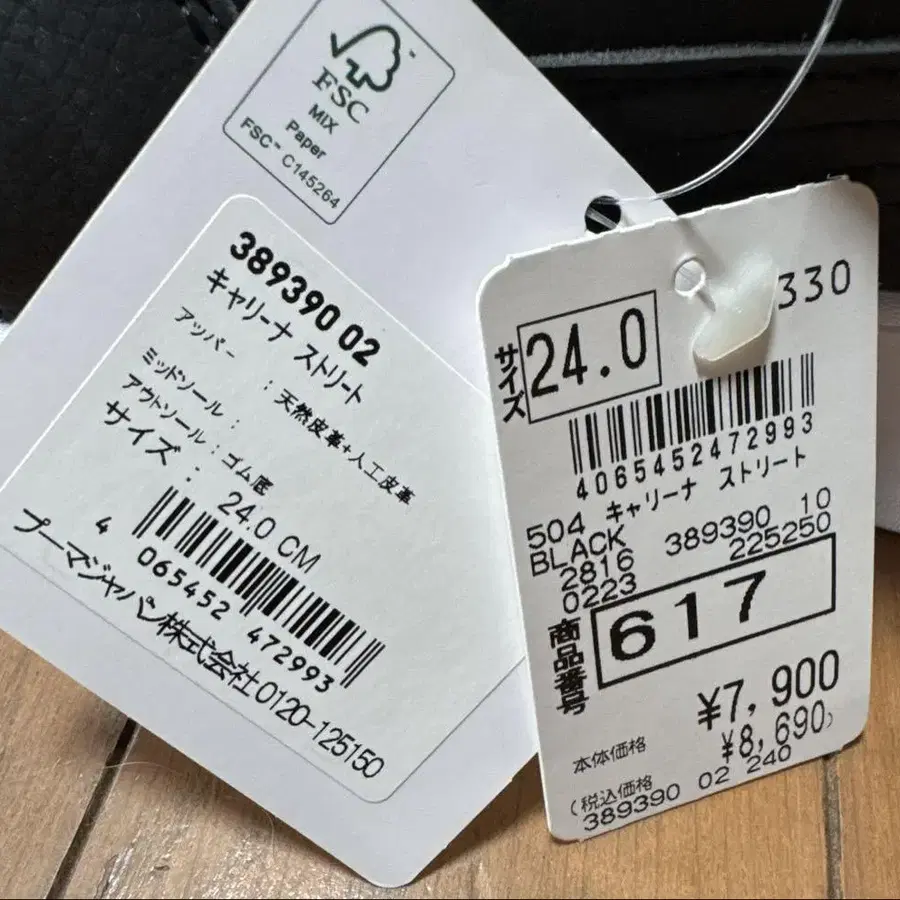 FSC
MIX
Paper
FSC™ C145264
389390 02
キャリーナ ストリート
アッパー : 天然皮革+人工皮革
ミッドソール :
アウトソール : ゴム底
サイズ : 24.0 CM
4 065452 472993
プーマジャパン株式会社 0120-125150
330
サイズ 24.0
4065452472993
504 キャリーナ ストリート
BLACK 389390 10
2816 225250
0223
商品番号 617
本体価格 ¥7,900
(税込価格 ¥8,690)
389390 02 240